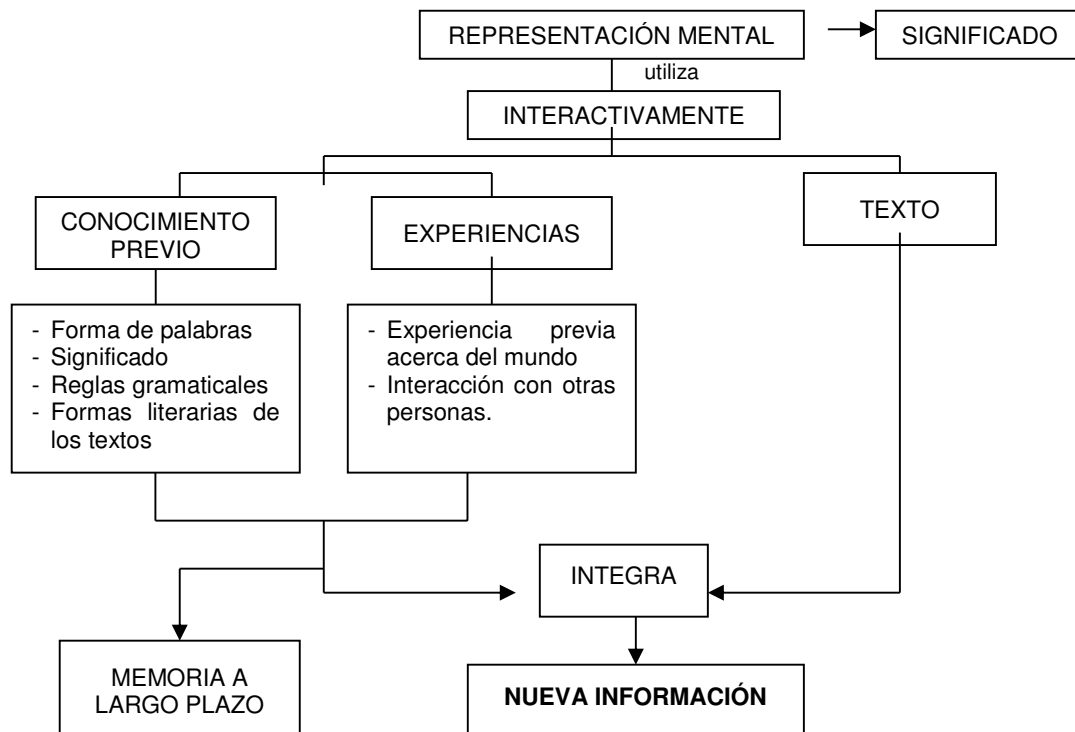 REPRESENTACIÓN MENTAL
SIGNIFICADO
utiliza
INTERACTIVAMENTE
CONOCIMIENTO
PREVIO
EXPERIENCIAS
TEXTO
- Forma de palabras
- Significado
- Reglas gramaticales
- Formas literarias de
los textos
- Experiencia previa
acerca del mundo
- Interacción con otras
personas.
INTEGRA
MEMORIA A
LARGO PLAZO
NUEVA INFORMACIÓN